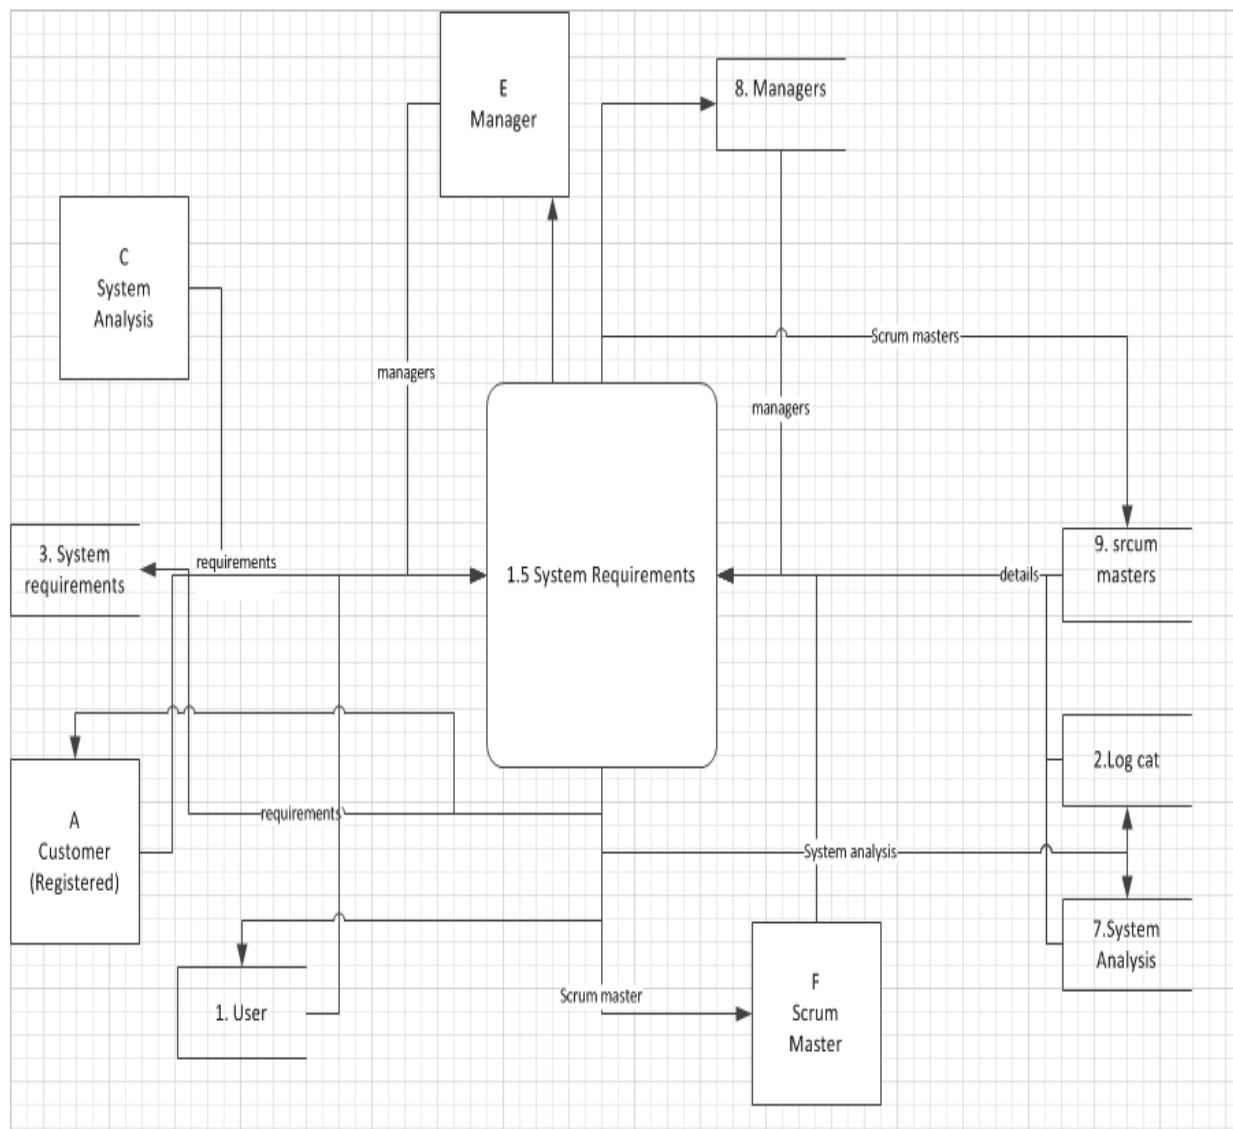 E
Manager
8. Managers
C
System
Analysis
Scrum masters
managers
managers
3. System
requirements
requirements
1.5 System Requirements
details
9. srcum
masters
2.Log cat
A
Customer
(Registered)
requirements
System analysis
7.System
Analysis
1. User
Scrum master
F
Scrum
Master